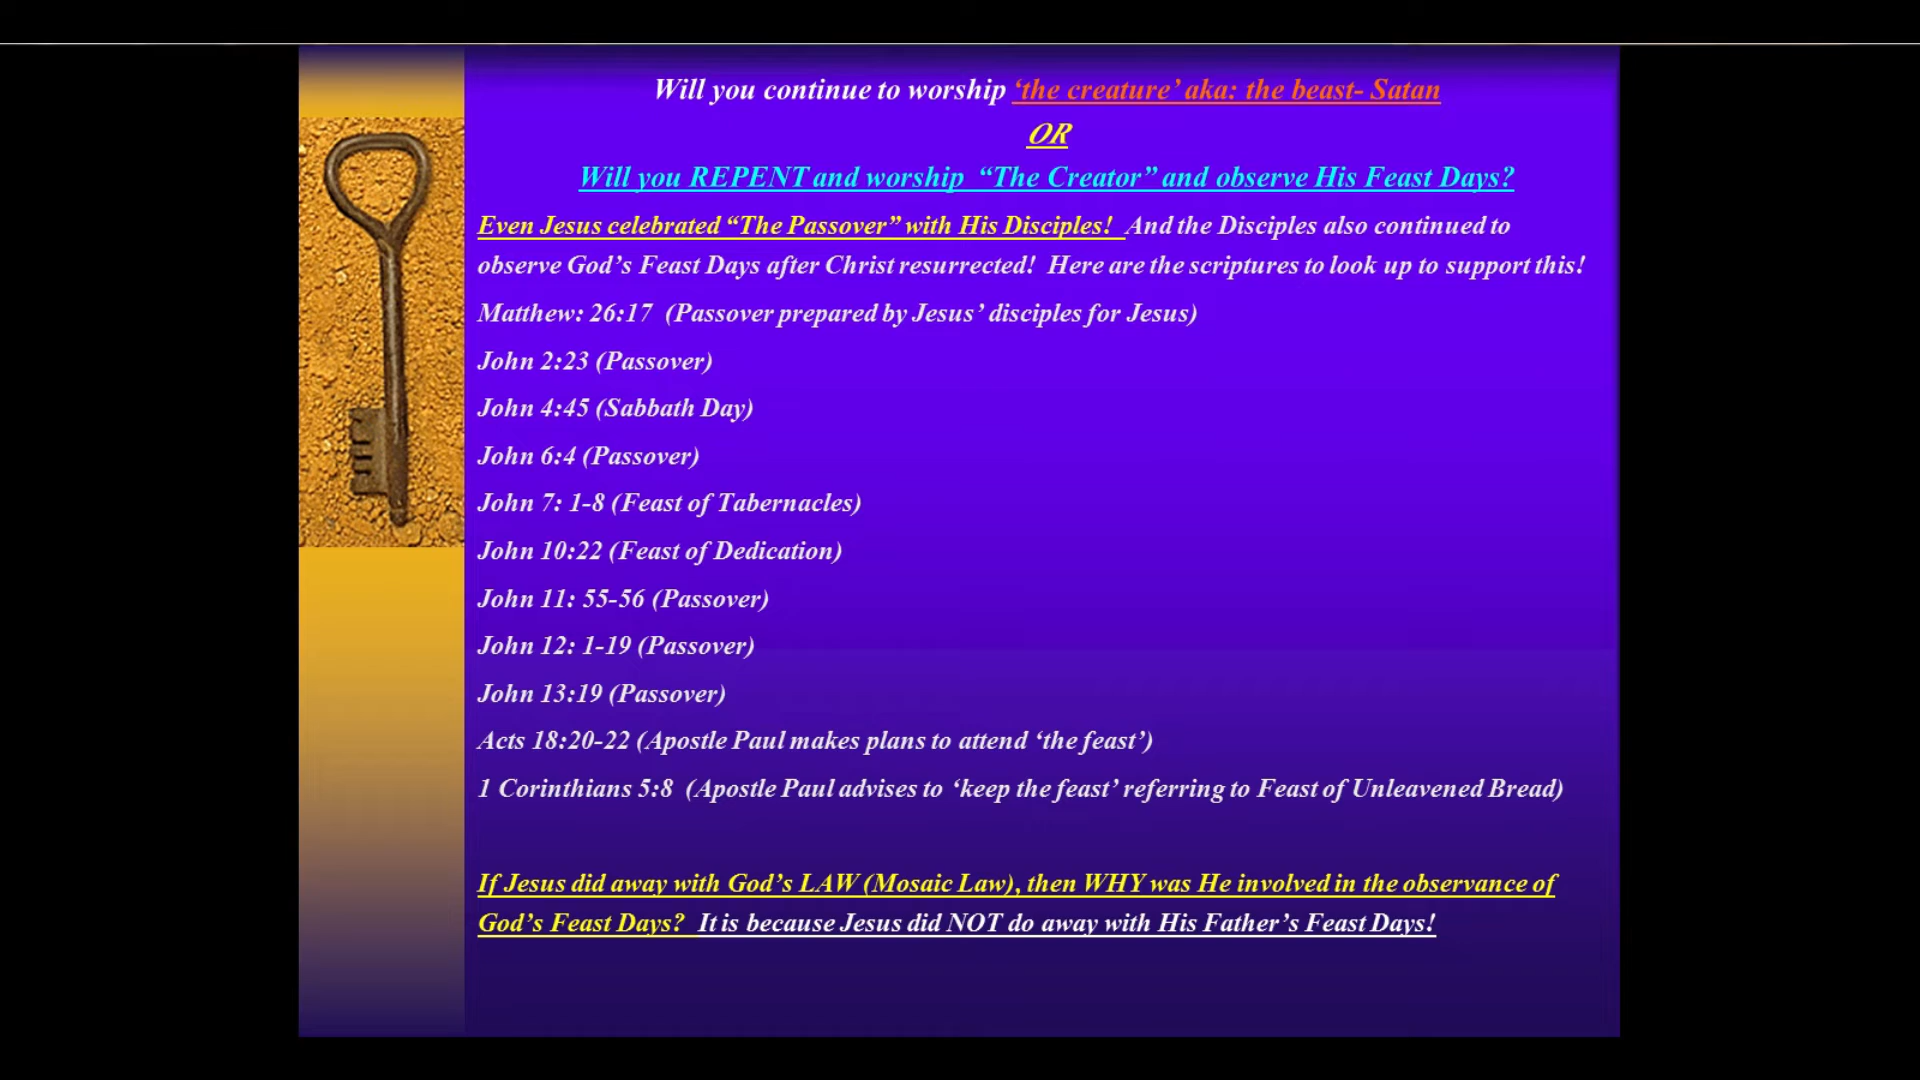 Will you continue to worship ‘the creature’ aka: the beast- Satan
OR
Will you REPENT and worship “The Creator” and observe His Feast Days?
Even Jesus celebrated “The Passover” with His Disciples! And the Disciples also continued to
observe God’s Feast Days after Christ resurrected! Here are the scriptures to look up to support this!
Matthew: 26:17 (Passover prepared by Jesus’ disciples for Jesus)
John 2:23 (Passover)
John 4:45 (Sabbath Day)
John 6:4 (Passover)
John 7: 1-8 (Feast of Tabernacles)
John 10:22 (Feast of Dedication)
John 11: 55-56 (Passover)
John 12: 1-19 (Passover)
John 13:19 (Passover)
Acts 18:20-22 (Apostle Paul makes plans to attend ‘the feast’)
1 Corinthians 5:8 (Apostle Paul advises to ‘keep the feast’ referring to Feast of Unleavened Bread)
If Jesus did away with God’s LAW (Mosaic Law), then WHY was He involved in the observance of
God’s Feast Days? It is because Jesus did NOT do away with His Father’s Feast Days!